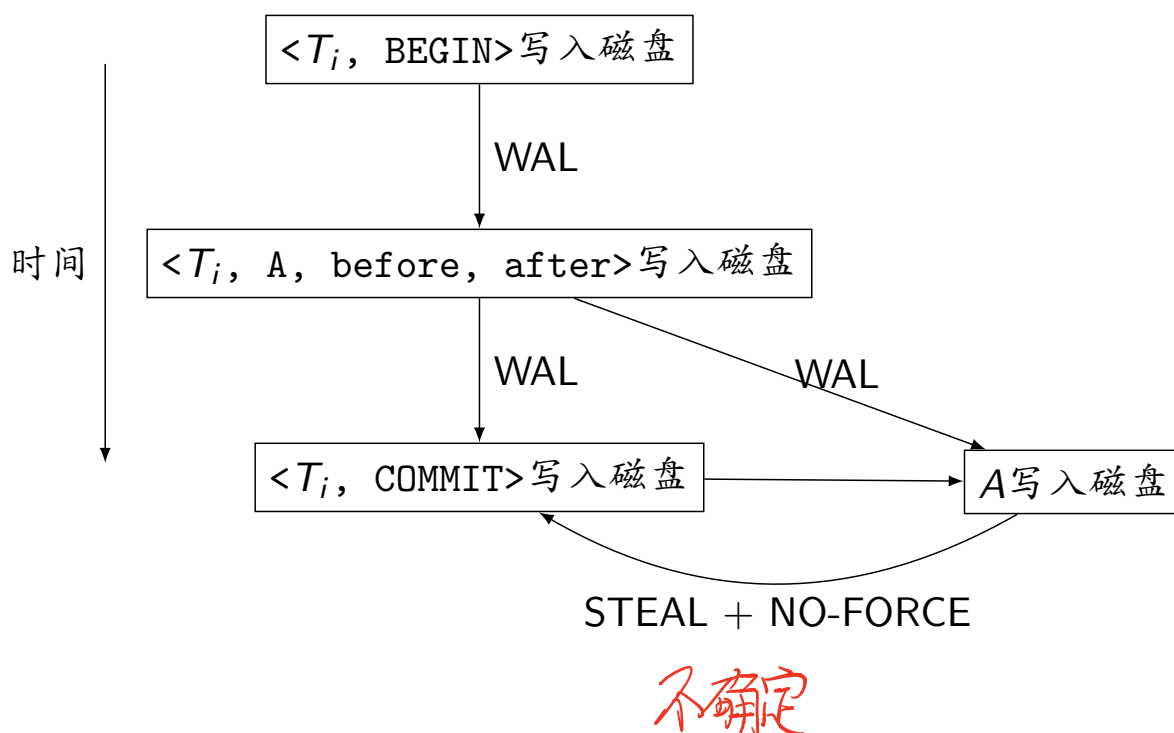 <Ti, BEGIN>写入磁盘
WAL
时间
<Ti, A, before, after>写入磁盘
WAL
WAL
<Ti, COMMIT>写入磁盘
A写入磁盘
STEAL + NO-FORCE
不确定